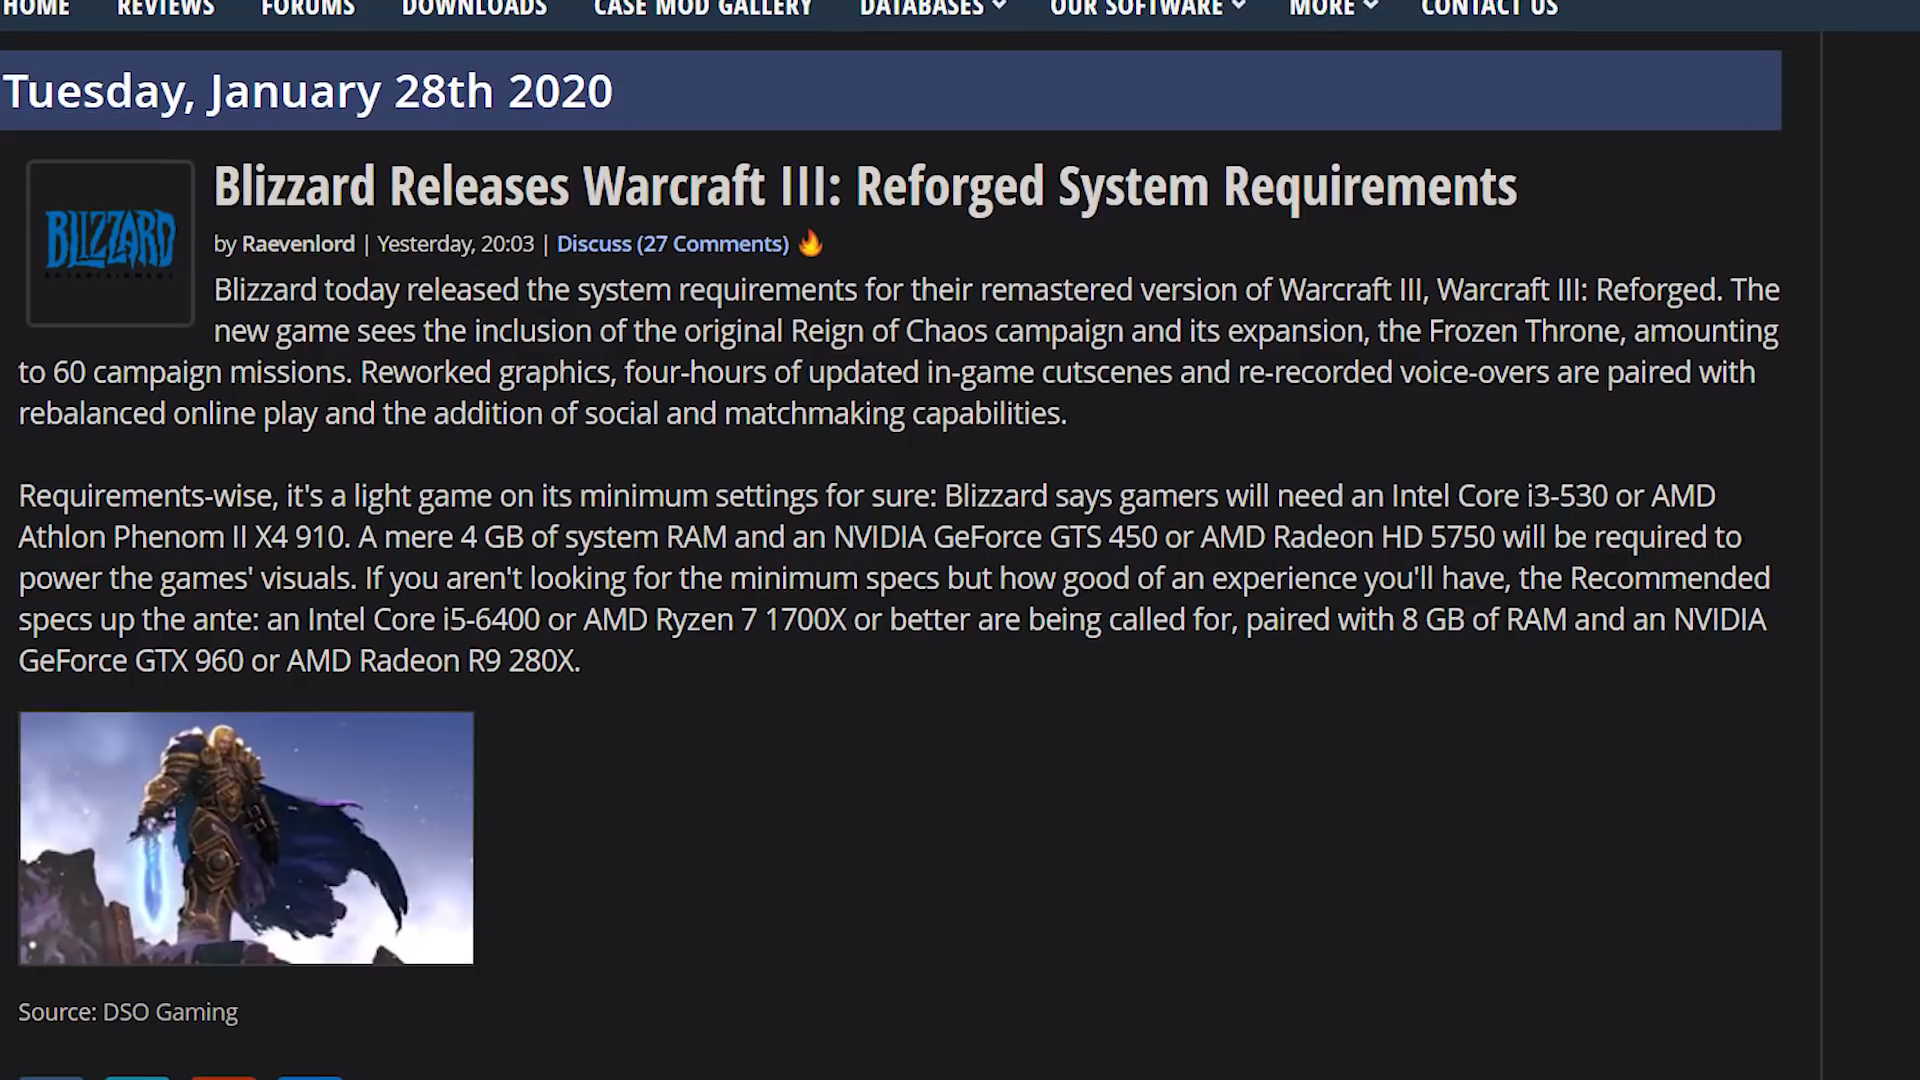 HOME REVIEWS FORUMS DOWNLOADS CASE MOD GALLERY DATABASES OUR SOFTWARE MORE CONTACT US
Tuesday, January 28th 2020
BLIZZARD
ENTERTAINMENT
Blizzard Releases Warcraft III: Reforged System Requirements
by Raevenlord | Yesterday, 20:03 | Discuss (27 Comments)
Blizzard today released the system requirements for their remastered version of Warcraft III, Warcraft III: Reforged. The
new game sees the inclusion of the original Reign of Chaos campaign and its expansion, the Frozen Throne, amounting
to 60 campaign missions. Reworked graphics, four-hours of updated in-game cutscenes and re-recorded voice-overs are paired with
rebalanced online play and the addition of social and matchmaking capabilities.
Requirements-wise, it's a light game on its minimum settings for sure: Blizzard says gamers will need an Intel Core i3-530 or AMD
Athlon Phenom II X4 910. A mere 4 GB of system RAM and an NVIDIA GeForce GTS 450 or AMD Radeon HD 5750 will be required to
power the games' visuals. If you aren't looking for the minimum specs but how good of an experience you'll have, the Recommended
specs up the ante: an Intel Core i5-6400 or AMD Ryzen 7 1700X or better are being called for, paired with 8 GB of RAM and an NVIDIA
GeForce GTX 960 or AMD Radeon R9 280X.
Source: DSO Gaming